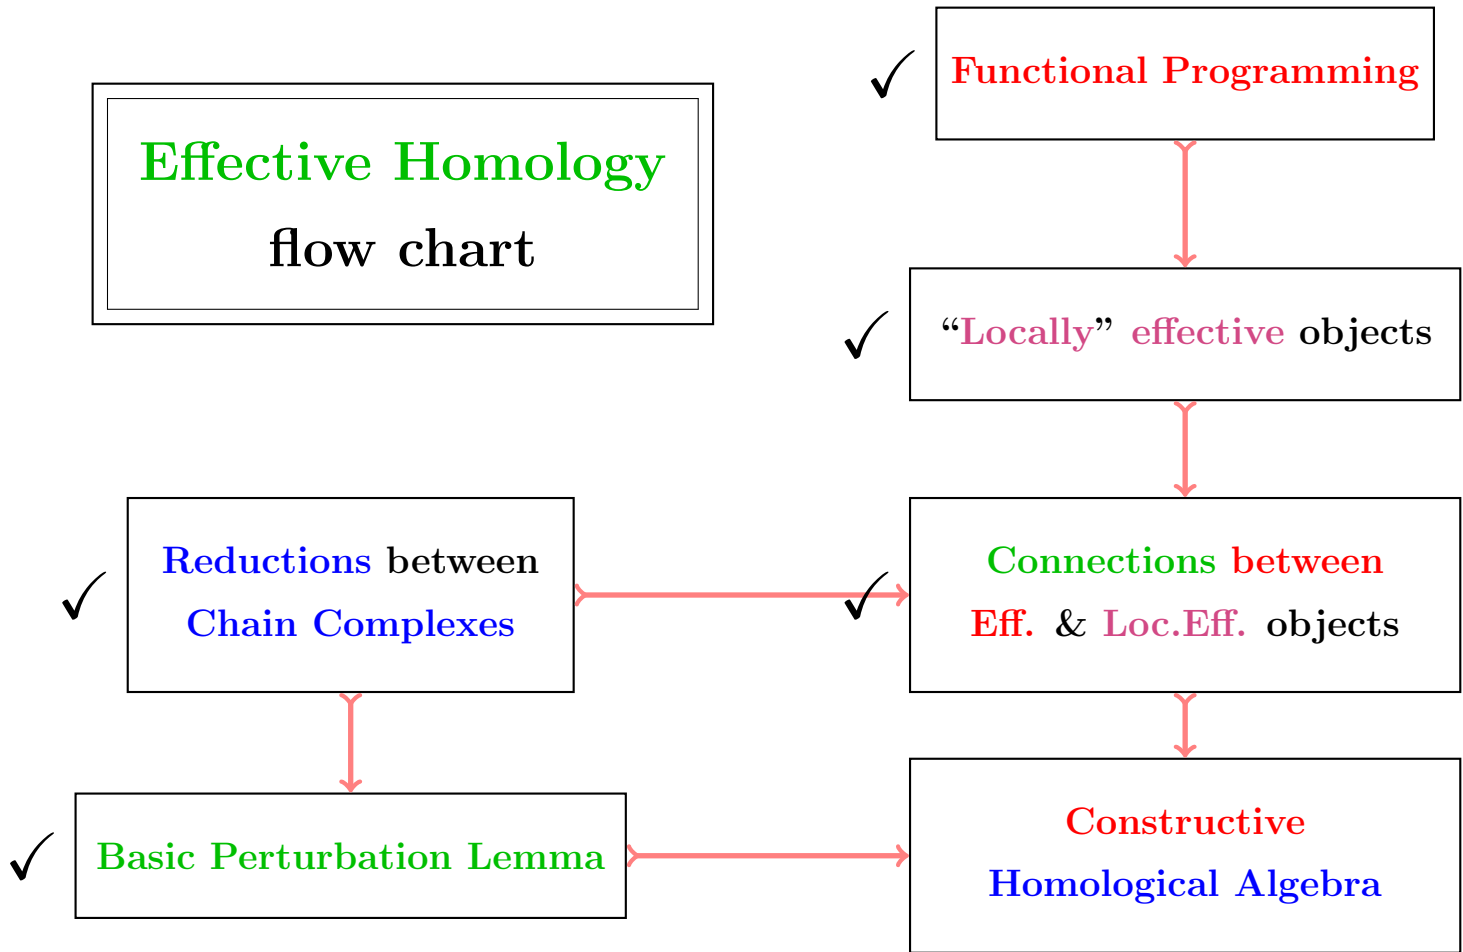 Functional Programming
Effective Homology
flow chart
“Locally” effective objects
Reductions between
Chain Complexes
Connections between
Eff. & Loc.Eff. objects
Basic Perturbation Lemma
Constructive
Homological Algebra